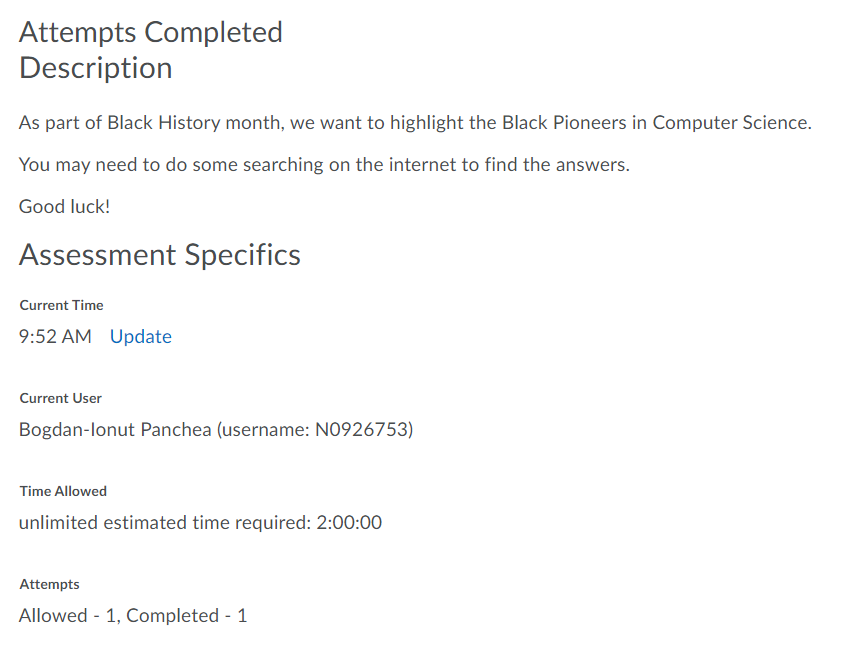 Attempts Completed
Description
As part of Black History month, we want to highlight the Black Pioneers in Computer Science.
You may need to do some searching on the internet to find the answers.
Good luck!
Assessment Specifics
Current Time
9:52 AM Update
Current User
Bogdan-Ionut Panchea (username: N0926753)
Time Allowed
unlimited estimated time required: 2:00:00
Attempts
Allowed - 1, Completed - 1